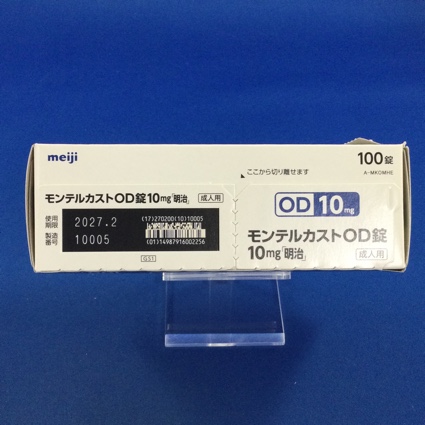 meiji
100錠
ここから切り離せます
A-MKOMHE
モンテルカストOD錠10mg「明治」 成人用
使用期限 2027.2
製造番号 10005
(17)270200(10)10005
(01)14987916002256
GS1
OD 10mg
モンテルカストOD錠
10mg「明治」 成人用